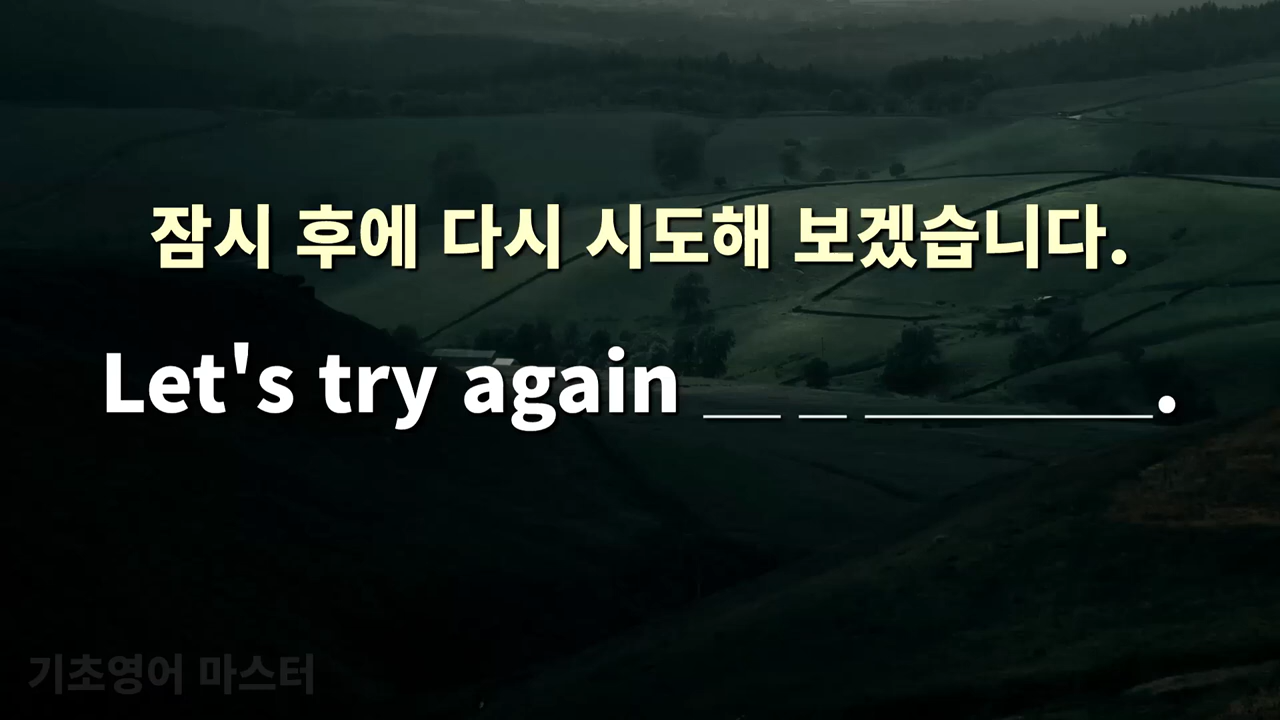 잠시 후에 다시 시도해 보겠습니다.
Let's try again __ _ ________.
기초영어 마스터